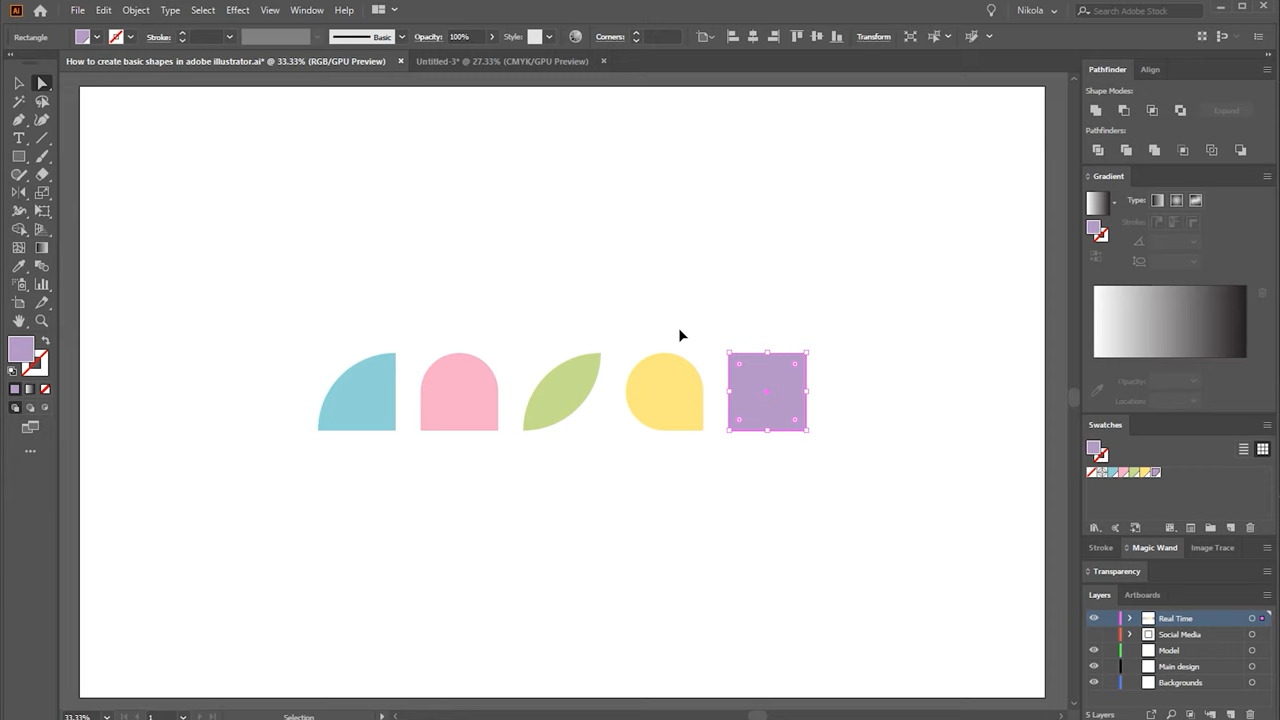 Ai File Edit Object Type Select Effect View Window Help Nikola Search Adobe Stock
Rectangle Stroke: Basic Opacity: 100% Style: Corners: Transform
How to create basic shapes in adobe illustrator.ai* @ 33.33% (RGB/GPU Preview) × Untitled-3* @ 27.33% (CMYK/GPU Preview) ×
Pathfinder Align
Shape Modes:
Expand
Pathfinders:
Gradient
Type:
Stroke:
Opacity:
Location:
Swatches
Stroke Magic Wand Image Trace
Transparency
Layers Artboards
Real Time
Social Media
Model
Main design
Backgrounds
33.33% 1 Selection 5 Layers